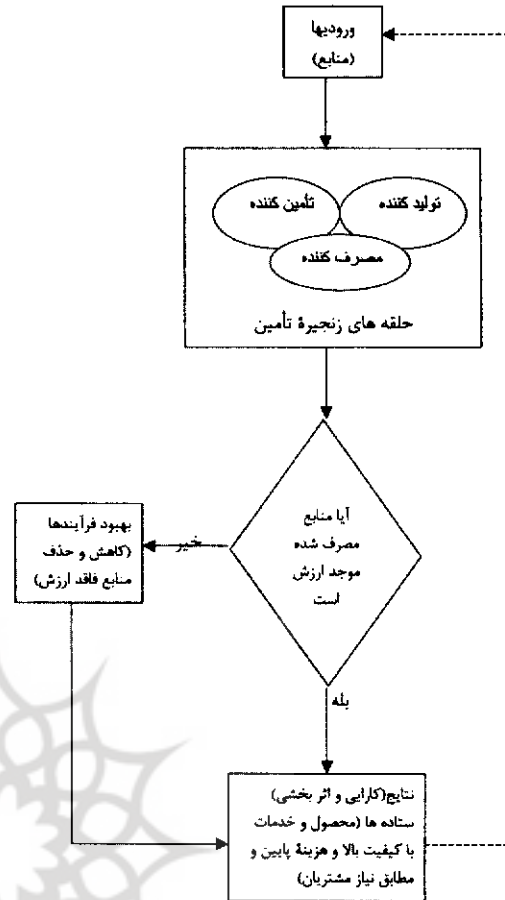 ورودیها
(منابع)
تولید کننده
تأمین کننده
مصرف کننده
حلقه های زنجیرۀ تأمین
آیا منابع
مصرف شده
موجد ارزش
است
خیر
بهبود فرآیندها
(کاهش و حذف
منابع فاقد ارزش)
بله
نتایج(کارایی و اثر بخشی)
ستاده ها (محصول و خدمات
با کیفیت بالا و هزینۀ پایین و
مطابق نیاز مشتریان)